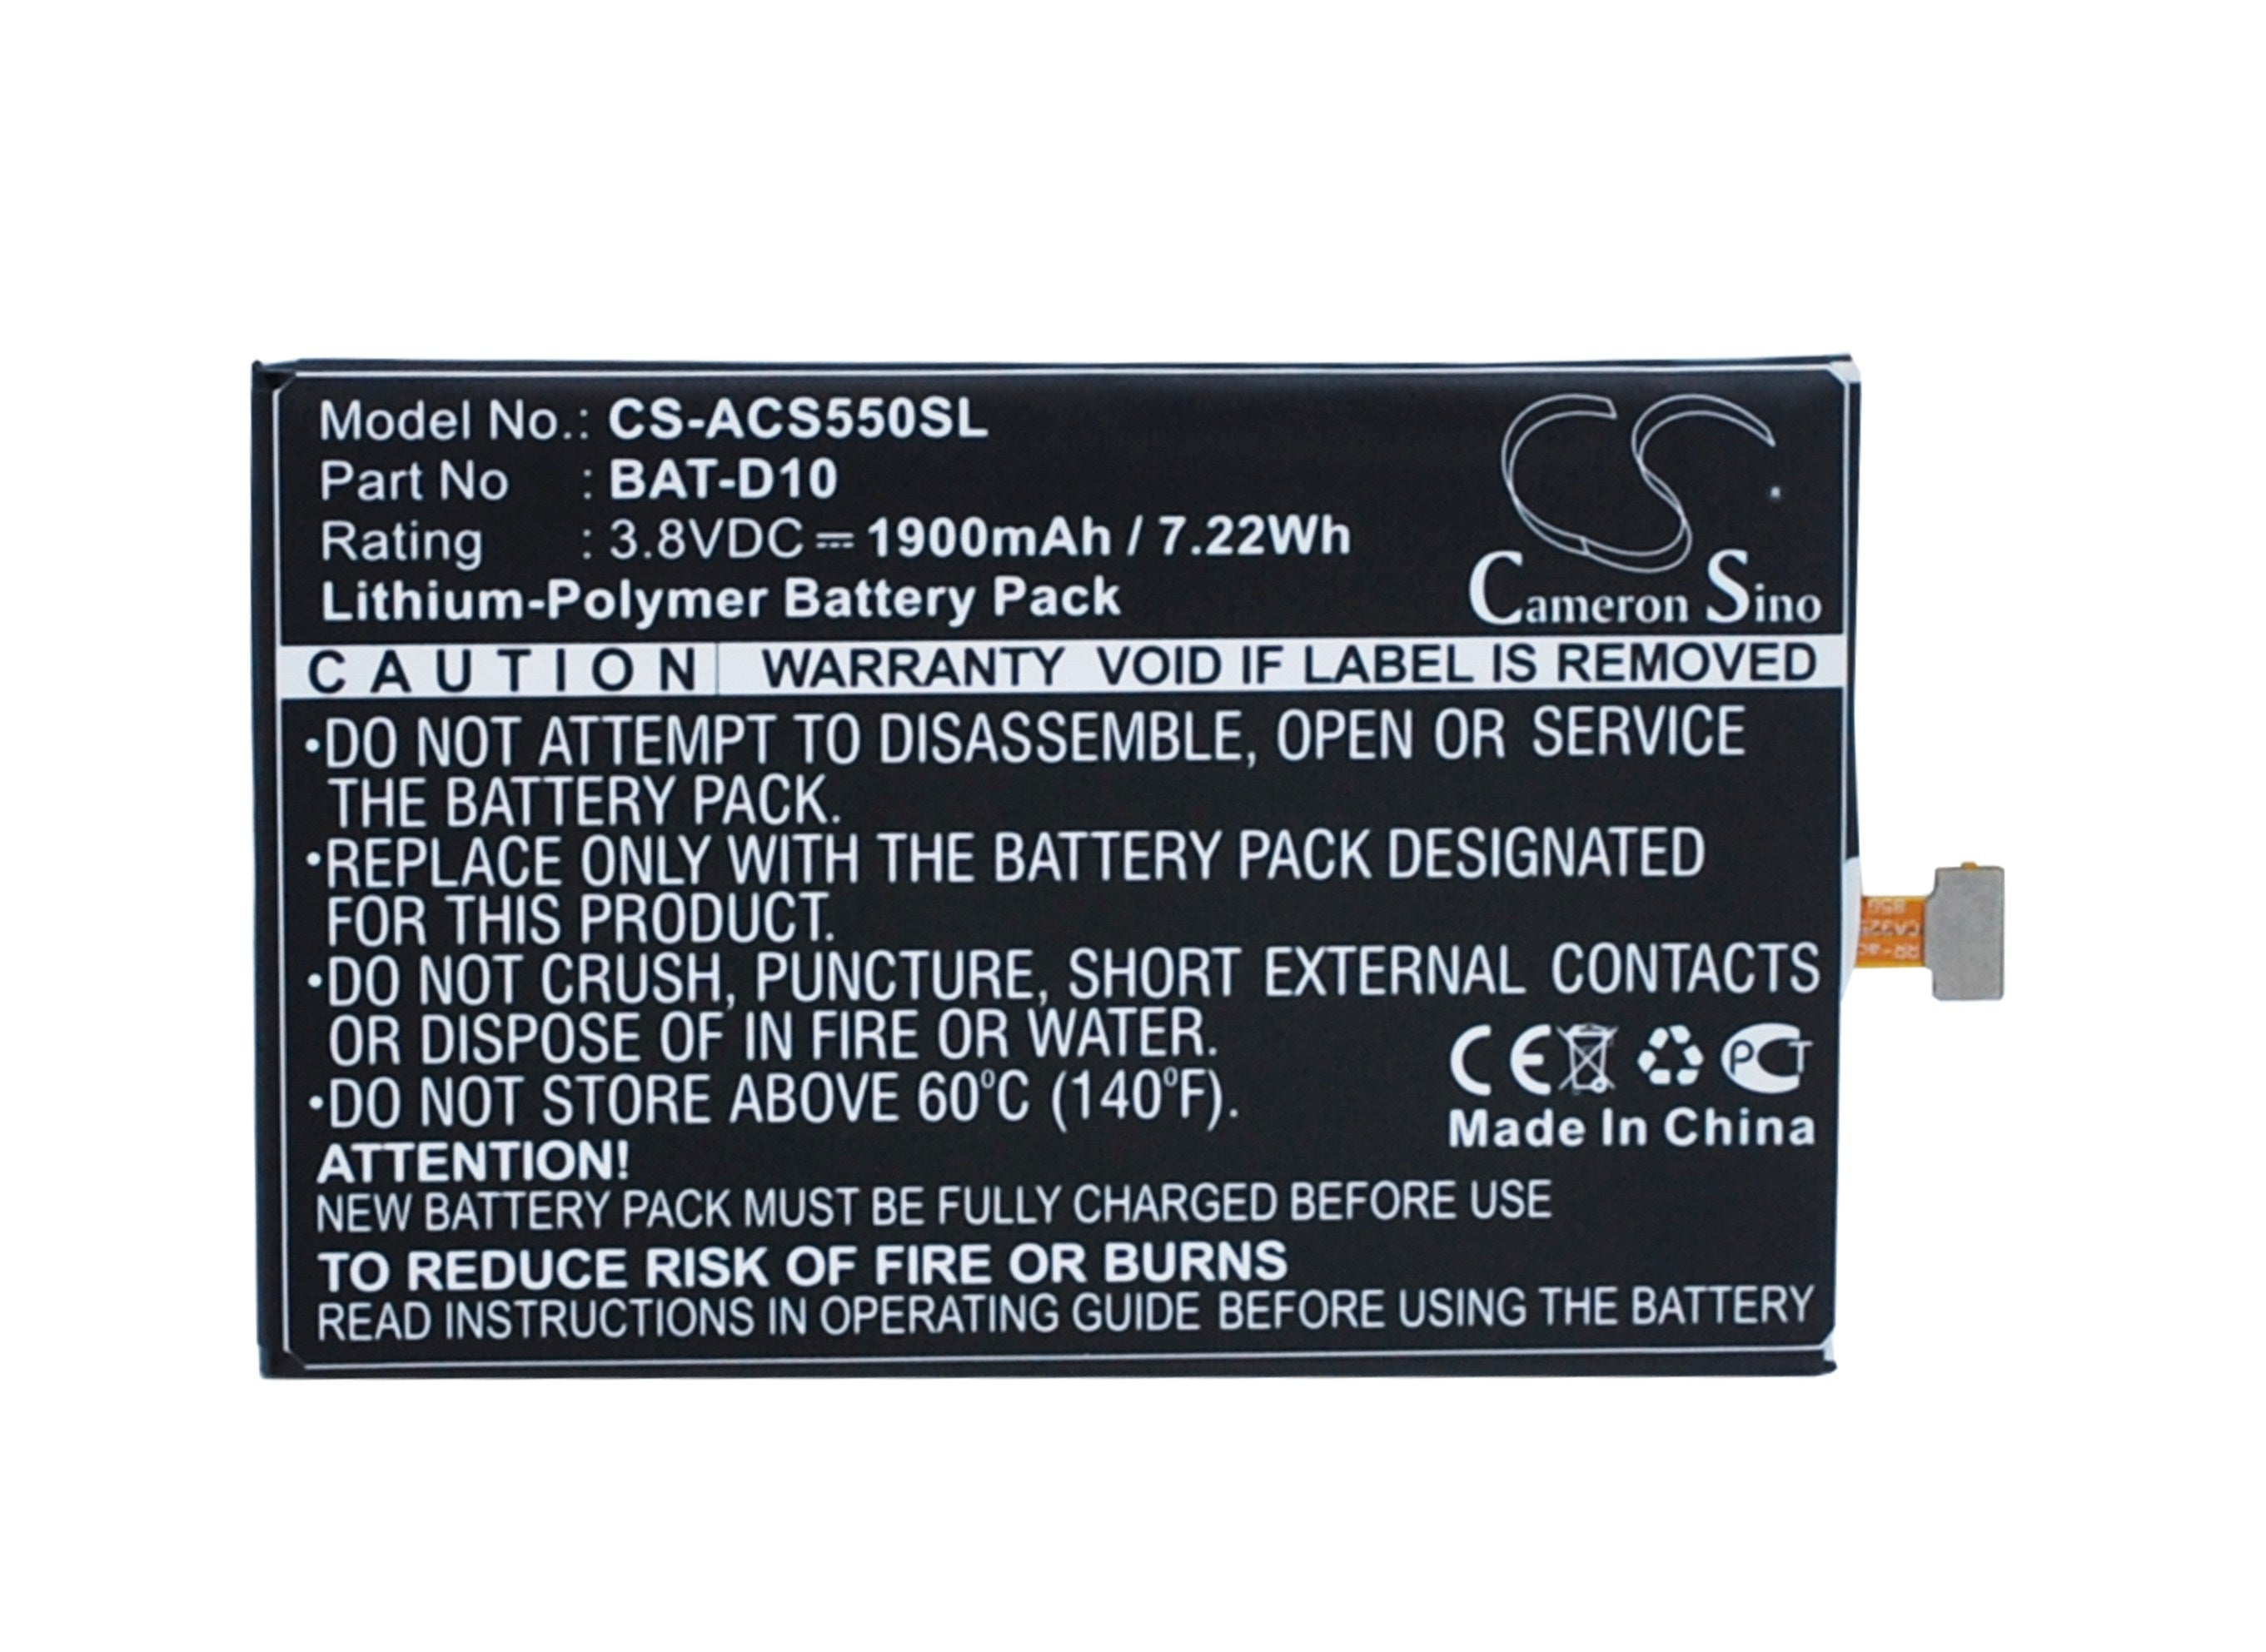 Model No.: CS-ACS550SL
Part No : BAT-D10
Rating : 3.8VDC ⎓ 1900mAh / 7.22Wh
Lithium-Polymer Battery Pack
CS
Cameron Sino
CAUTION WARRANTY VOID IF LABEL IS REMOVED
·DO NOT ATTEMPT TO DISASSEMBLE, OPEN OR SERVICE
THE BATTERY PACK.
·REPLACE ONLY WITH THE BATTERY PACK DESIGNATED
FOR THIS PRODUCT.
·DO NOT CRUSH, PUNCTURE, SHORT EXTERNAL CONTACTS
OR DISPOSE OF IN FIRE OR WATER.
·DO NOT STORE ABOVE 60°C (140°F).
CE PCT
Made In China
ATTENTION!
NEW BATTERY PACK MUST BE FULLY CHARGED BEFORE USE
TO REDUCE RISK OF FIRE OR BURNS
READ INSTRUCTIONS IN OPERATING GUIDE BEFORE USING THE BATTERY